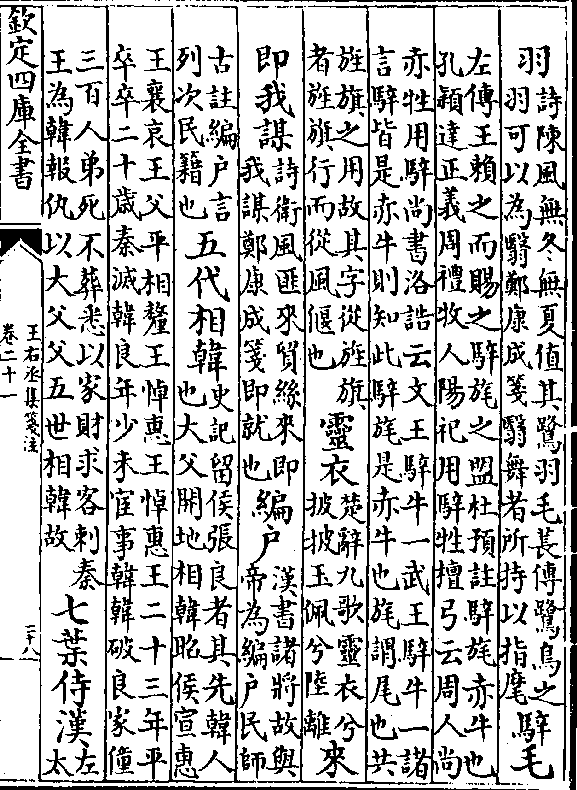 羽詩陳風無冬無夏值其鷺羽毛萇傳鷺鳥之
羽可以為翳鄭康成箋翳舞者所持以指麾騂毛
左傳王賴之而賜之騂旄之盟杜預註騂旄赤牛也
孔穎達正義周禮牧人陽祀用騂牲檀弓云周人尚
赤牲用騂尚書洛誥云文王騂牛一武王騂牛一諸
言騂皆是赤牛則知此騂旄是赤牛也旄謂尾也共
旌旗之用故其字從旌旗
者旌旗行而從風偃也靈衣楚辭九歌靈衣兮
披披玉佩兮陸離來
即我謀詩衛風匪來貿絲來即
我謀鄭康成箋即就也編户漢書諸將故與
帝為編户民師
古註編户言
列次民籍也五代相韓史記留侯張良者其先韓人
也大父開地相韓昭侯宣惠
王襄哀王父平相釐王悼惠王悼惠王二十三年平
卒卒二十歳秦滅韓良年少未宦事韓韓破良家僮
三百人弟死不葬悉以家財求客刺秦
王為韓報仇以大父父五世相韓故七葉侍漢左
太
欽定四庫全書
王右丞集箋注
卷二十一
二十八